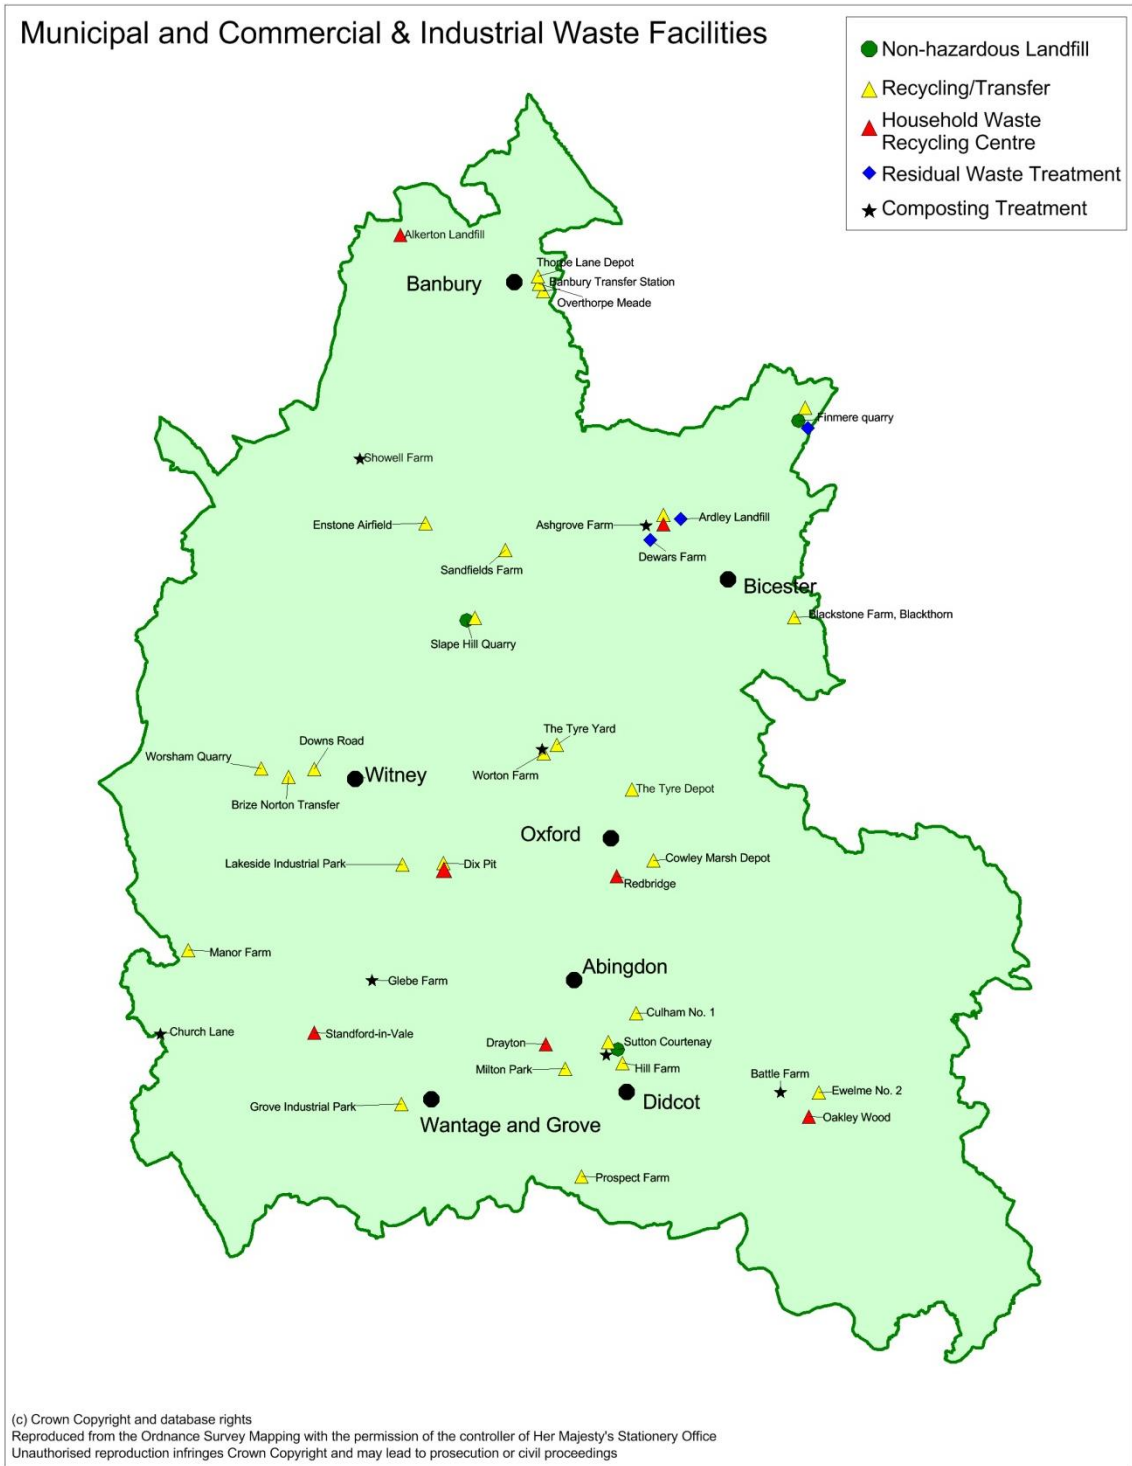 Municipal and Commercial & Industrial Waste Facilities
Non-hazardous Landfill
Recycling/Transfer
Household Waste
Recycling Centre
Residual Waste Treatment
Composting Treatment
Alkerton Landfill
Thorpe Lane Depot
Banbury
Banbury Transfer Station
Overthorpe Meade
Finmere quarry
Showell Farm
Enstone Airfield
Ashgrove Farm
Ardley Landfill
Dewars Farm
Sandfields Farm
Bicester
Blackstone Farm, Blackthorn
Slape Hill Quarry
The Tyre Yard
Downs Road
Worsham Quarry
Witney
Worton Farm
Brize Norton Transfer
The Tyre Depot
Oxford
Lakeside Industrial Park
Dix Pit
Cowley Marsh Depot
Redbridge
Manor Farm
Abingdon
Glebe Farm
Culham No. 1
Church Lane
Standford-in-Vale
Drayton
Sutton Courtenay
Milton Park
Hill Farm
Battle Farm
Ewelme No. 2
Didcot
Grove Industrial Park
Oakley Wood
Wantage and Grove
Prospect Farm
(c) Crown Copyright and database rights
Reproduced from the Ordnance Survey Mapping with the permission of the controller of Her Majesty's Stationery Office
Unauthorised reproduction infringes Crown Copyright and may lead to prosecution or civil proceedings